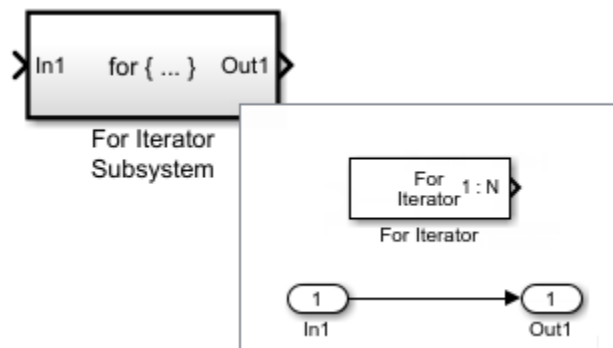 In1 for { ... } Out1
For Iterator
Subsystem
For
Iterator 1 : N
For Iterator
1 1
In1 Out1